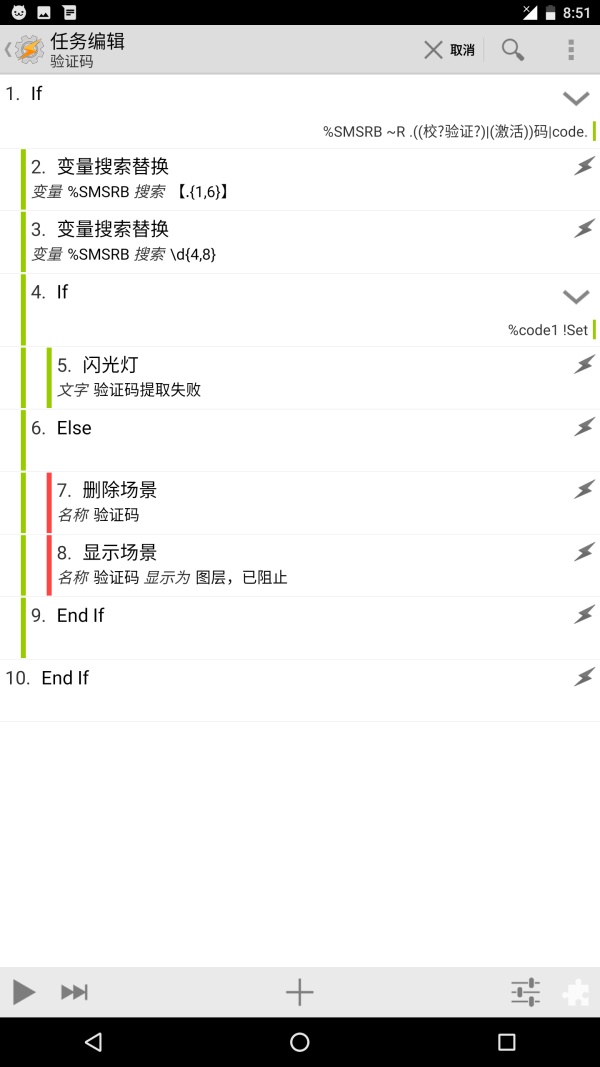 8:51
任务编辑
验证码
取消
1. If
%SMSRB ~R .((校?验证?)|(激活))码|code.
2. 变量搜索替换
变量 %SMSRB 搜索 【.{1,6}】
3. 变量搜索替换
变量 %SMSRB 搜索 \d{4,8}
4. If
%code1 !Set
5. 闪光灯
文字 验证码提取失败
6. Else
7. 删除场景
名称 验证码
8. 显示场景
名称 验证码 显示为 图层，已阻止
9. End If
10. End If